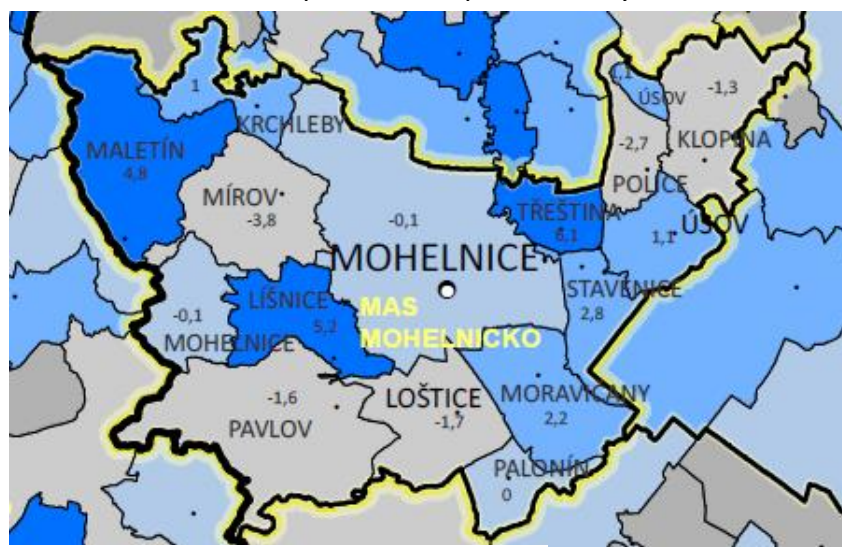 1,1
ÚSOV
-1,3
KLOPINA
1
KRCHLEBY
-2,7
POLICE
MALETÍN
4,8
MÍROV
-3,8
-0,1
MOHELNICE
TŘEŠTINA
6,1
ÚSOV
1,1
STAVENICE
2,8
LÍŠNICE
5,2
-0,1
MOHELNICE
MAS
MOHELNICKO
-1,6
PAVLOV
LOŠTICE
-1,7
MORAVIČANY
2,2
PALONÍN
0